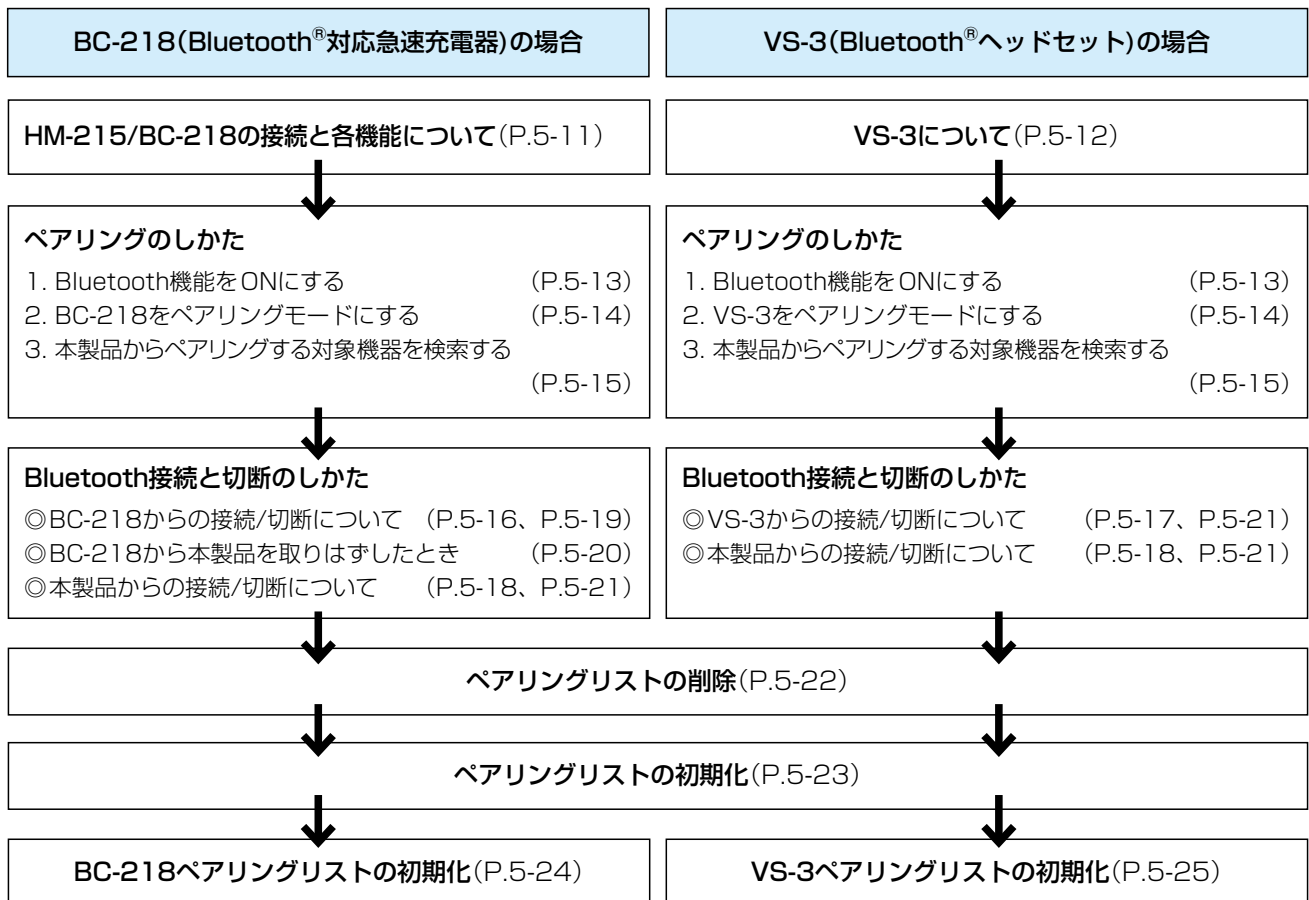 BC-218(Bluetooth®対応急速充電器)の場合
HM-215/BC-218の接続と各機能について(P.5-11)
ペアリングのしかた
1. Bluetooth機能をONにする (P.5-13)
2. BC-218をペアリングモードにする (P.5-14)
3. 本製品からペアリングする対象機器を検索する
(P.5-15)
Bluetooth接続と切断のしかた
◎BC-218からの接続/切断について (P.5-16、P.5-19)
◎BC-218から本製品を取りはずしたとき (P.5-20)
◎本製品からの接続/切断について (P.5-18、P.5-21)
VS-3(Bluetooth®ヘッドセット)の場合
VS-3について(P.5-12)
ペアリングのしかた
1. Bluetooth機能をONにする (P.5-13)
2. VS-3をペアリングモードにする (P.5-14)
3. 本製品からペアリングする対象機器を検索する
(P.5-15)
Bluetooth接続と切断のしかた
◎VS-3からの接続/切断について (P.5-17、P.5-21)
◎本製品からの接続/切断について (P.5-18、P.5-21)
ペアリングリストの削除(P.5-22)
ペアリングリストの初期化(P.5-23)
BC-218ペアリングリストの初期化(P.5-24)
VS-3ペアリングリストの初期化(P.5-25)